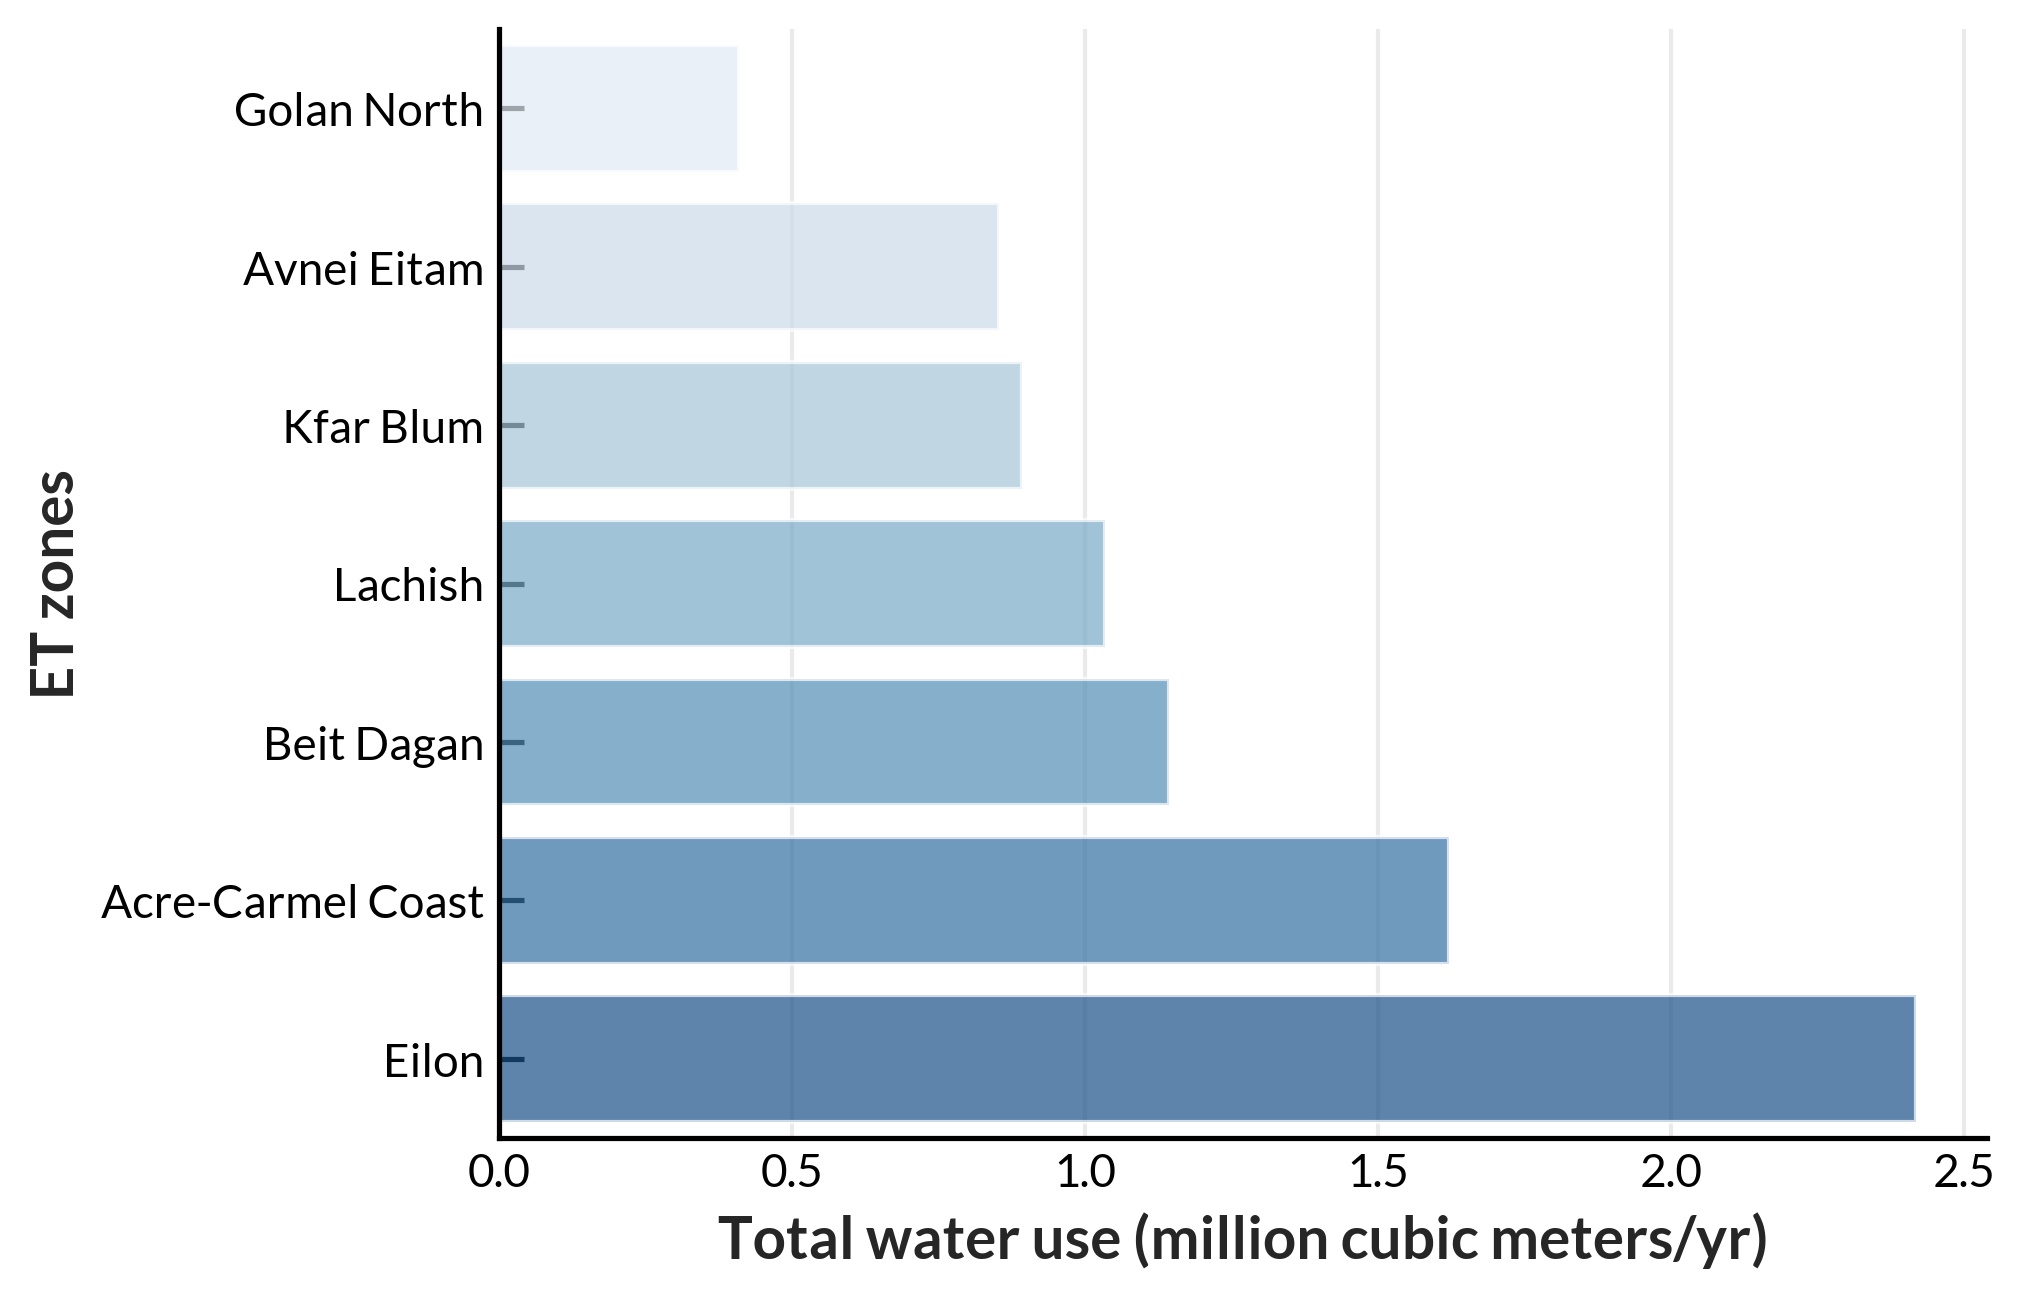 Golan North
Avnei Eitam
Kfar Blum
Lachish
Beit Dagan
Acre-Carmel Coast
Eilon
ET zones
0.0 0.5 1.0 1.5 2.0 2.5
Total water use (million cubic meters/yr)